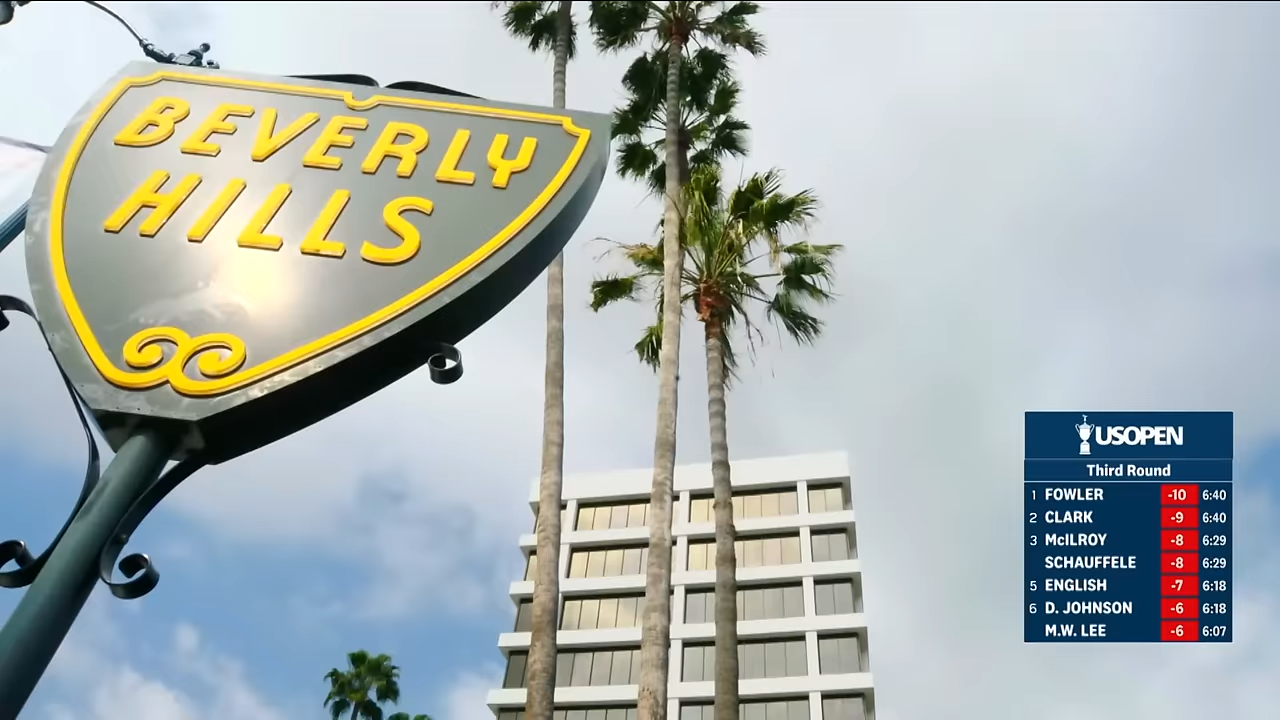 BEVERLY
HILLS
USOPEN
Third Round
1 FOWLER -10 6:40
2 CLARK -9 6:40
3 McILROY -8 6:29
SCHAUFFELE -8 6:29
5 ENGLISH -7 6:18
6 D. JOHNSON -6 6:18
M.W. LEE -6 6:07